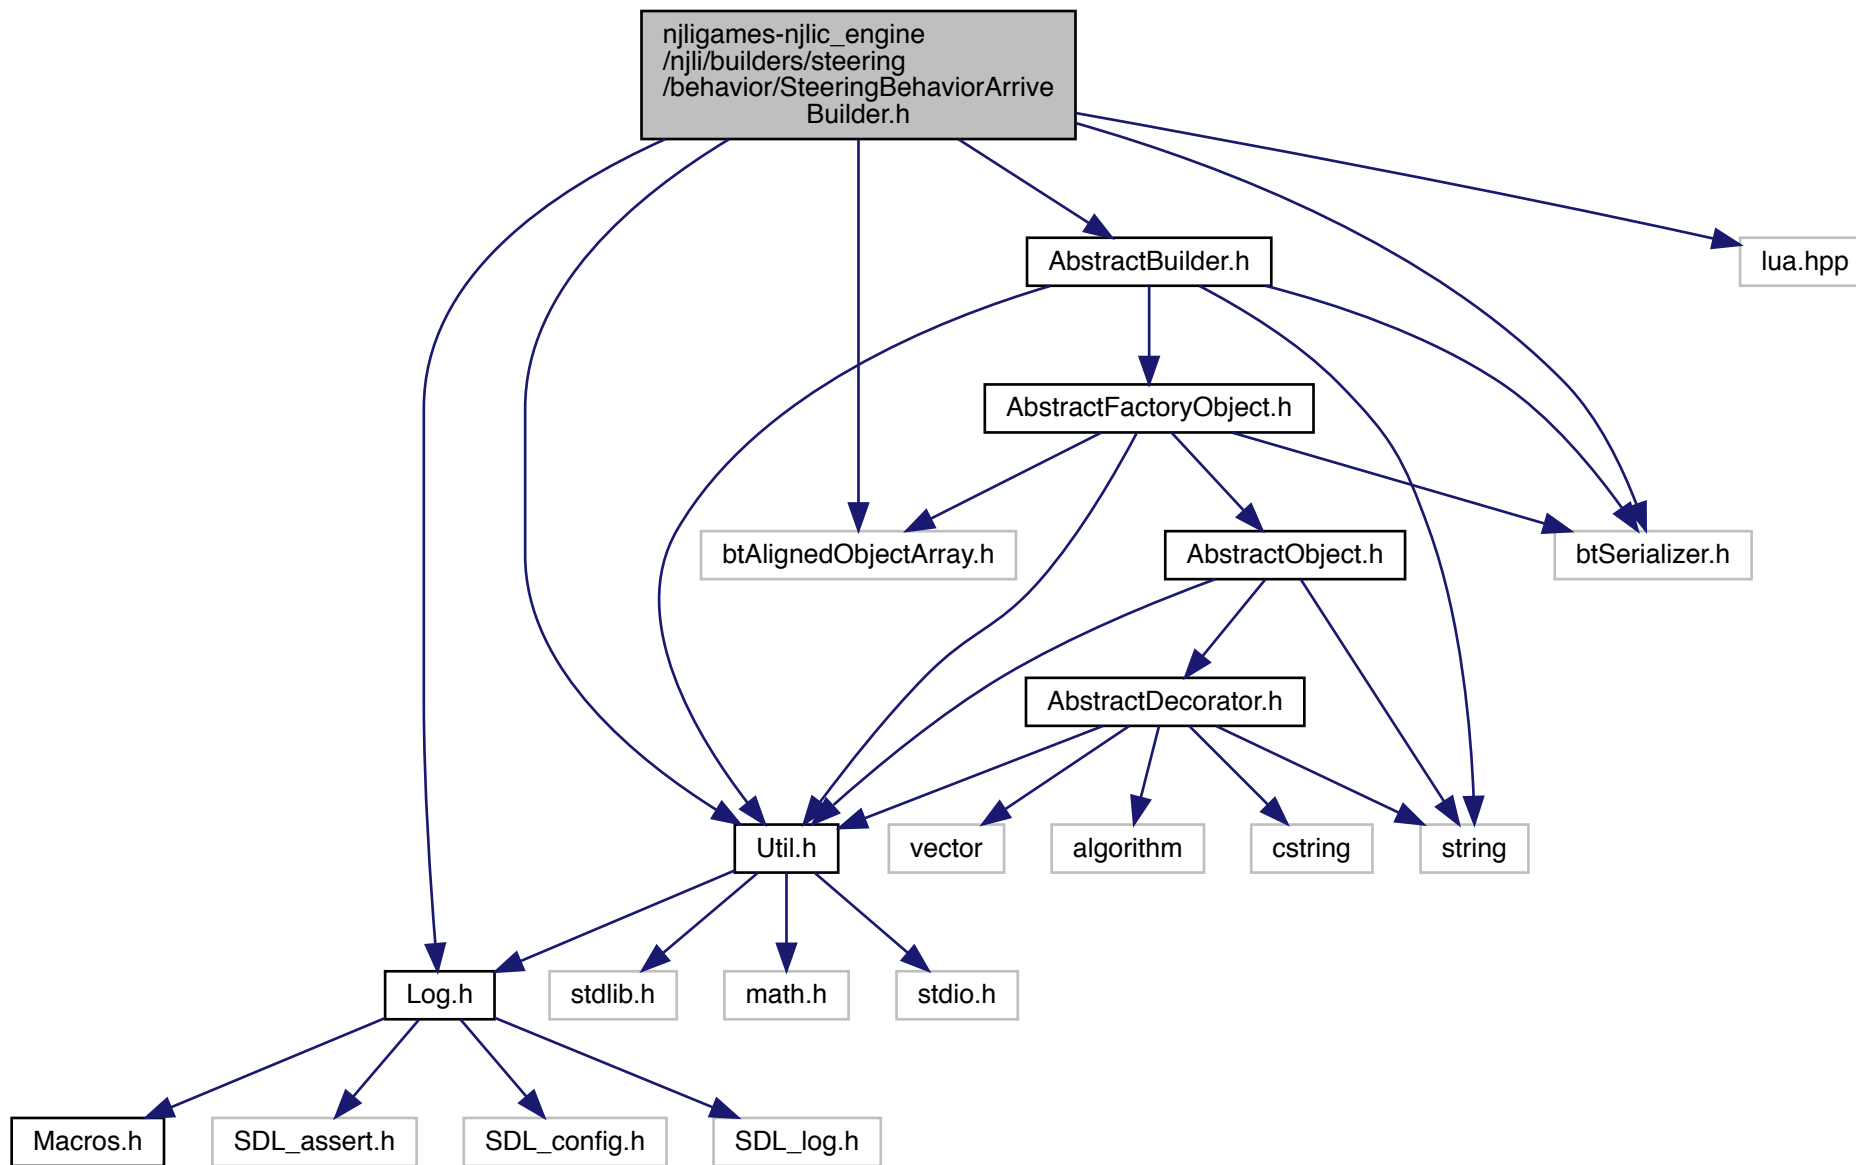 njligames-njlic_engine
/njli/builders/steering
/behavior/SteeringBehaviorArrive
Builder.h
AbstractBuilder.h
lua.hpp
AbstractFactoryObject.h
btAlignedObjectArray.h
AbstractObject.h
btSerializer.h
AbstractDecorator.h
Util.h
vector
algorithm
cstring
string
Log.h
stdlib.h
math.h
stdio.h
Macros.h
SDL_assert.h
SDL_config.h
SDL_log.h